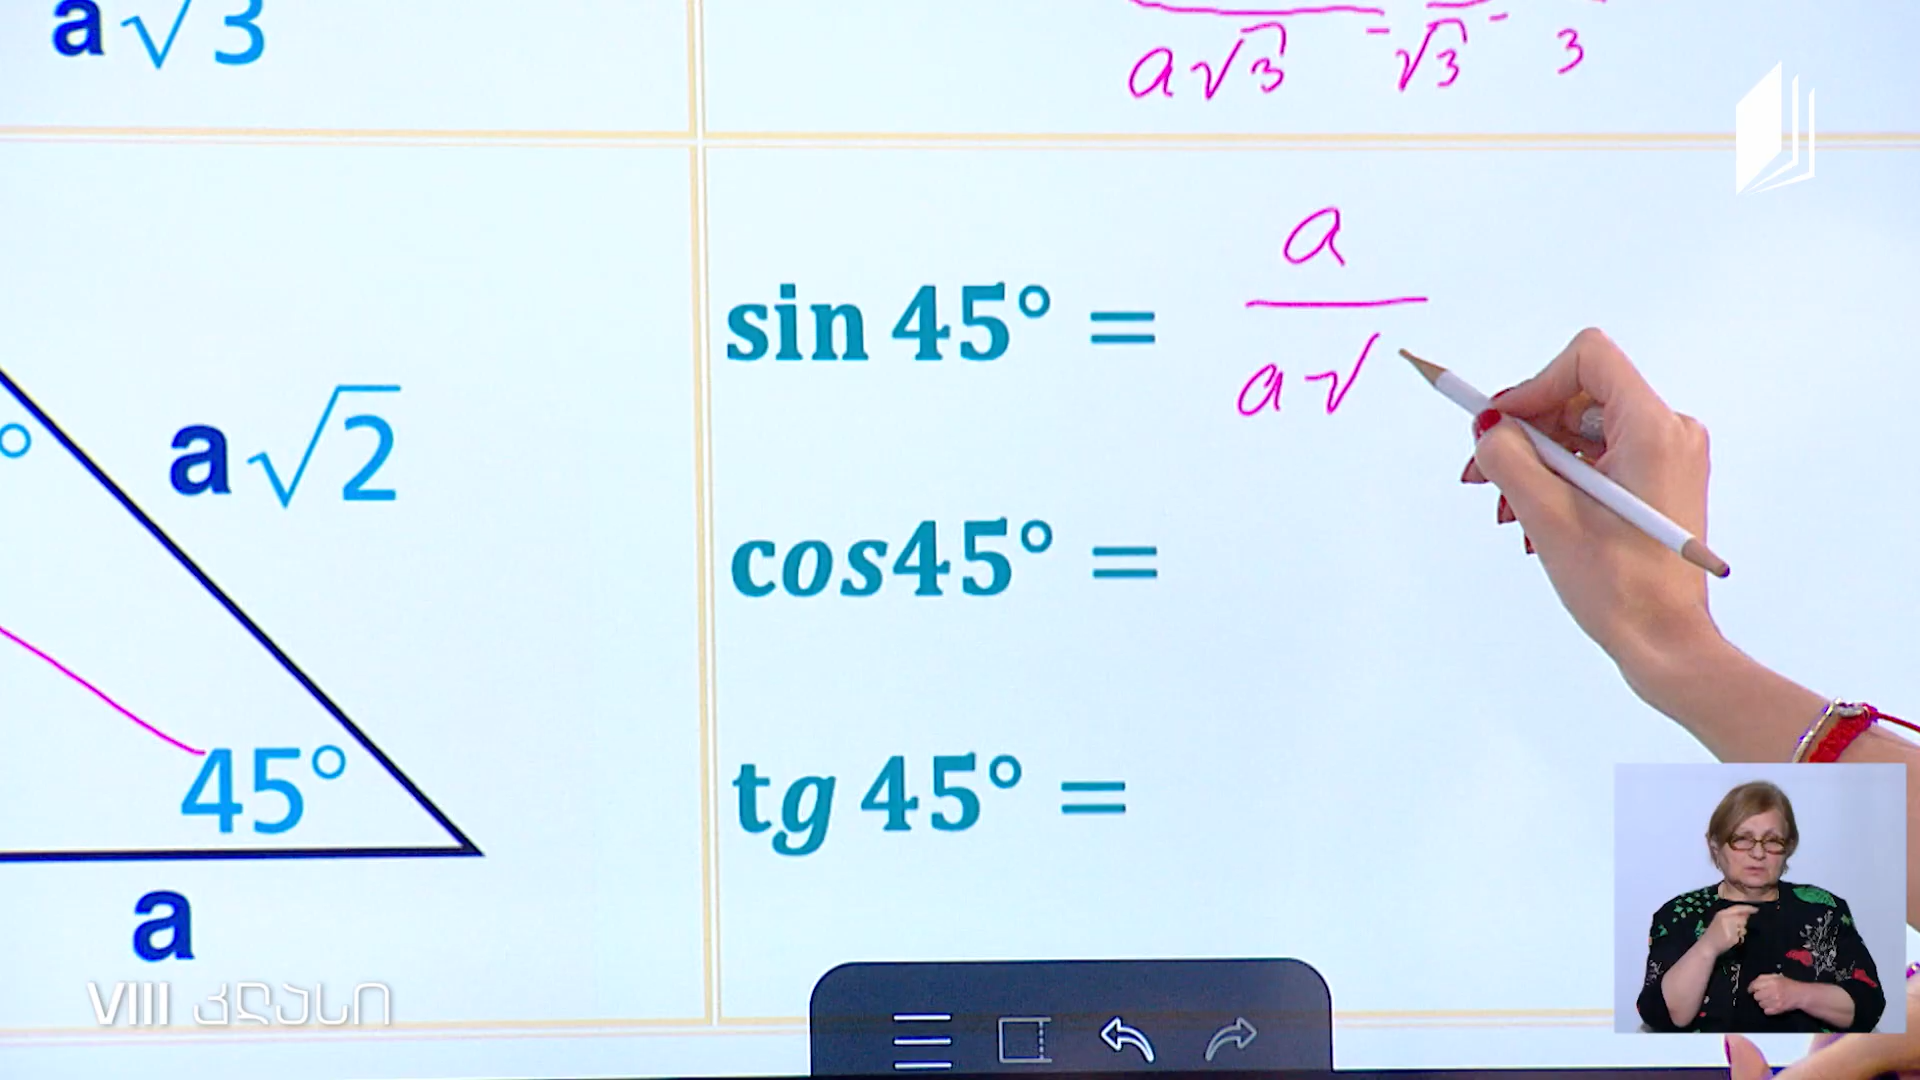 a√3
a√3 = √3 = 3
a
sin 45° =
a√
a√2
cos45° =
45°
tg 45° =
a
VIII კლასი